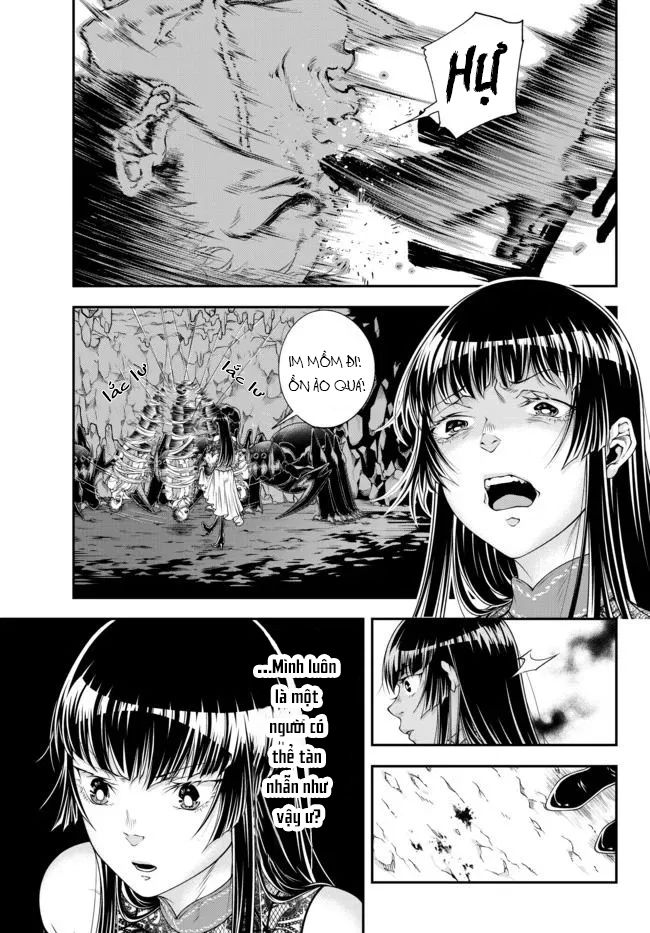 HỰ
IM MỒM ĐI!
ỒN ÀO QUÁ!
lắc lư
lắc lư
...Mình luôn
là một
người có
thể tàn
nhẫn như
vậy ư?